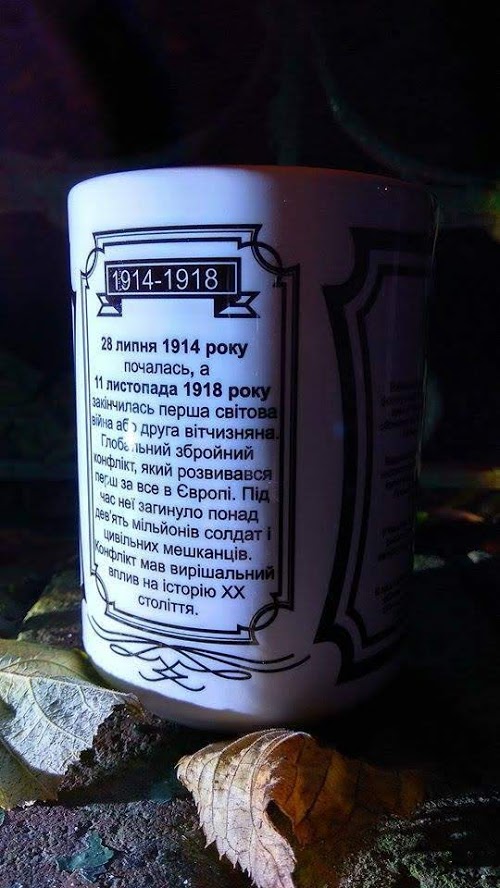 1914-1918
28 липня 1914 року
почалась, а
11 листопада 1918 року
закінчилась перша світова
війна або друга вітчизняна.
Глобальний збройний
конфлікт, який розвивався
перш за все в Європі. Під
час неї загинуло понад
дев'ять мільйонів солдат і
цивільних мешканців.
Конфлікт мав вирішальний
вплив на історію XX
століття.